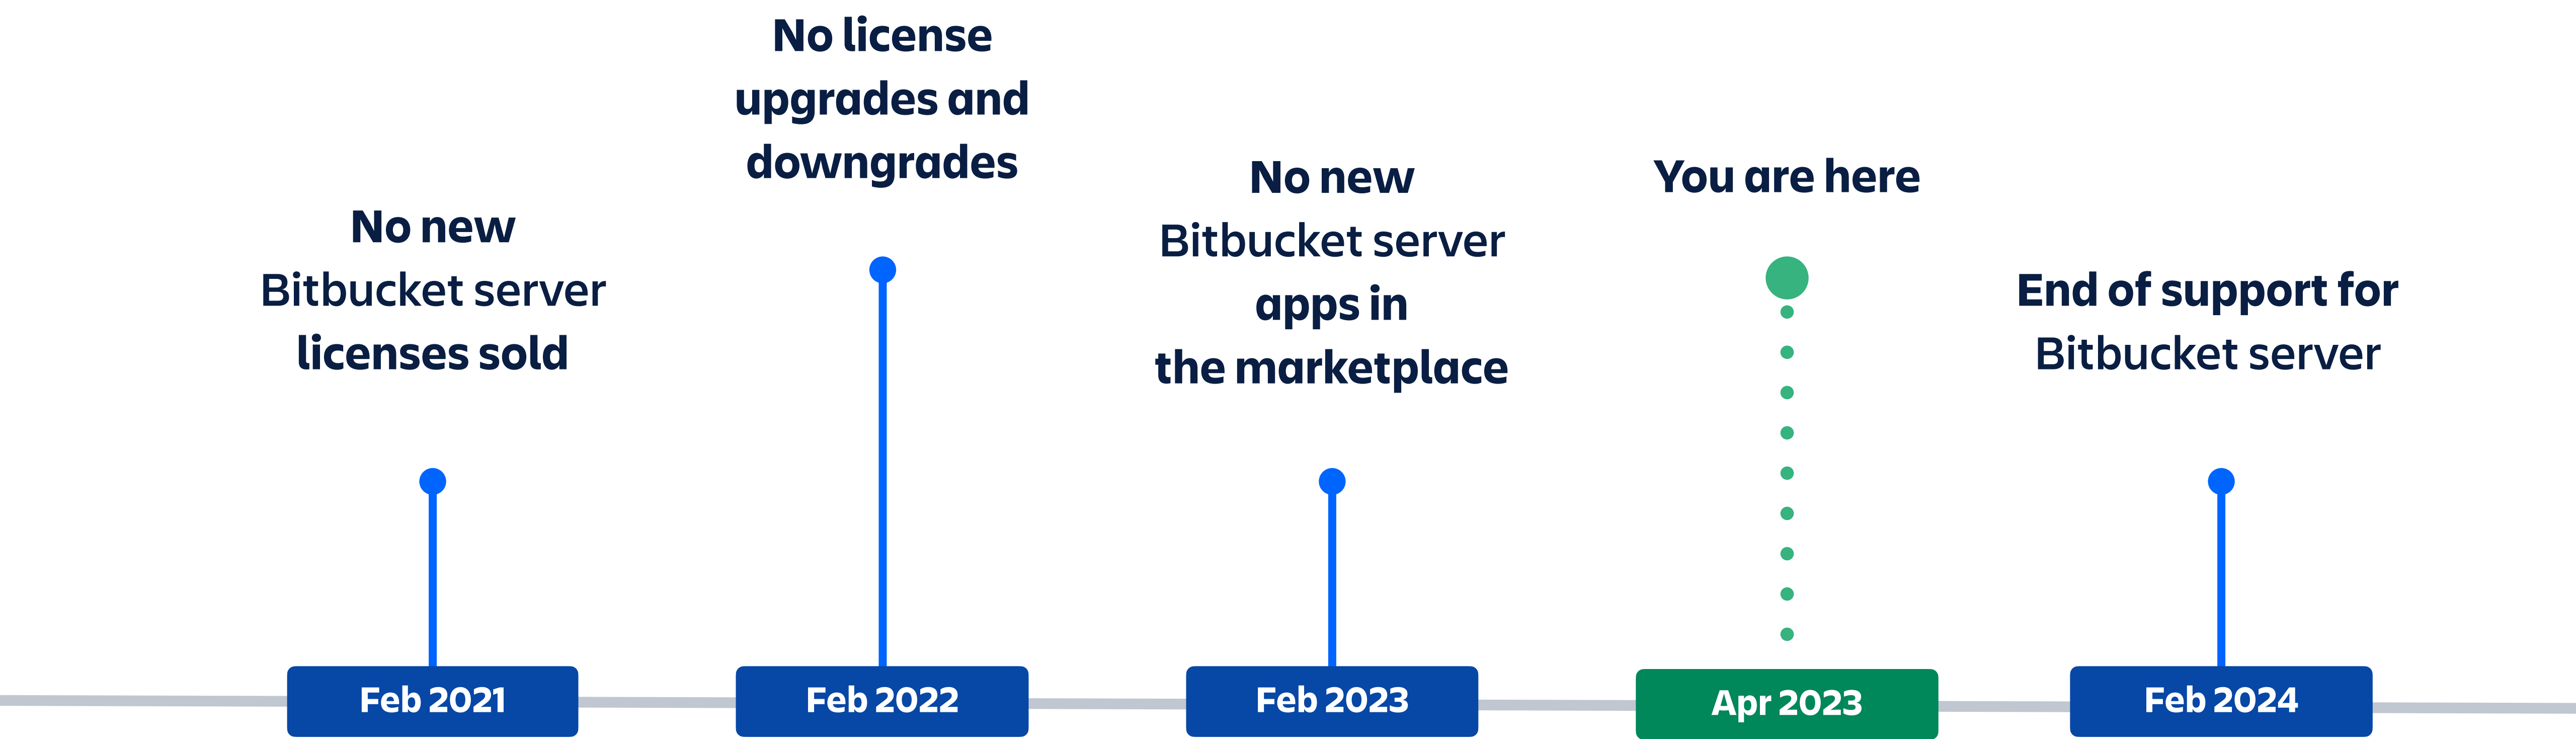 No new
Bitbucket server
licenses sold
Feb 2021
No license
upgrades and
downgrades
Feb 2022
No new
Bitbucket server
apps in
the marketplace
Feb 2023
You are here
Apr 2023
End of support for
Bitbucket server
Feb 2024